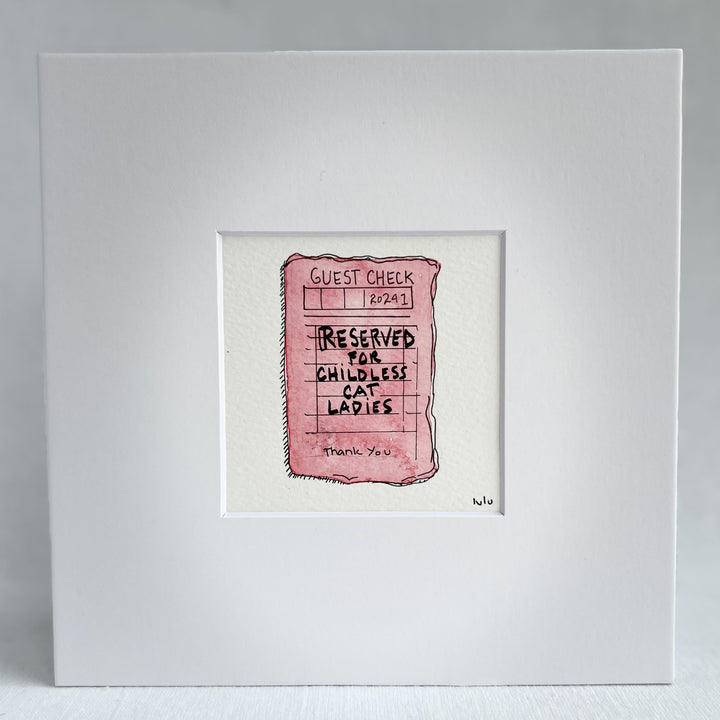 GUEST CHECK
20241
RESERVED
FOR
CHILDLESS
CAT
LADIES
Thank You
lulu